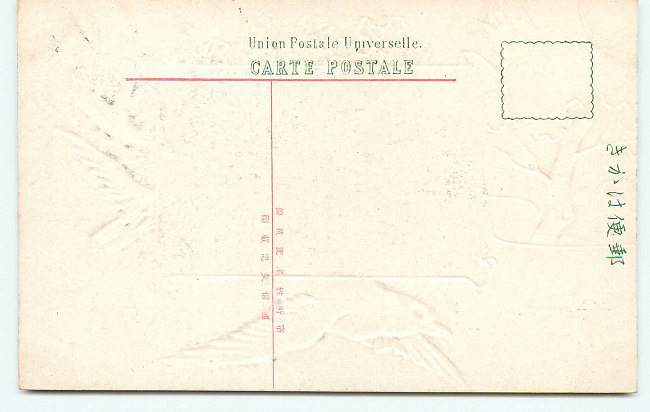 Union Postale Universelle.
CARTE POSTALE
きがは便郵